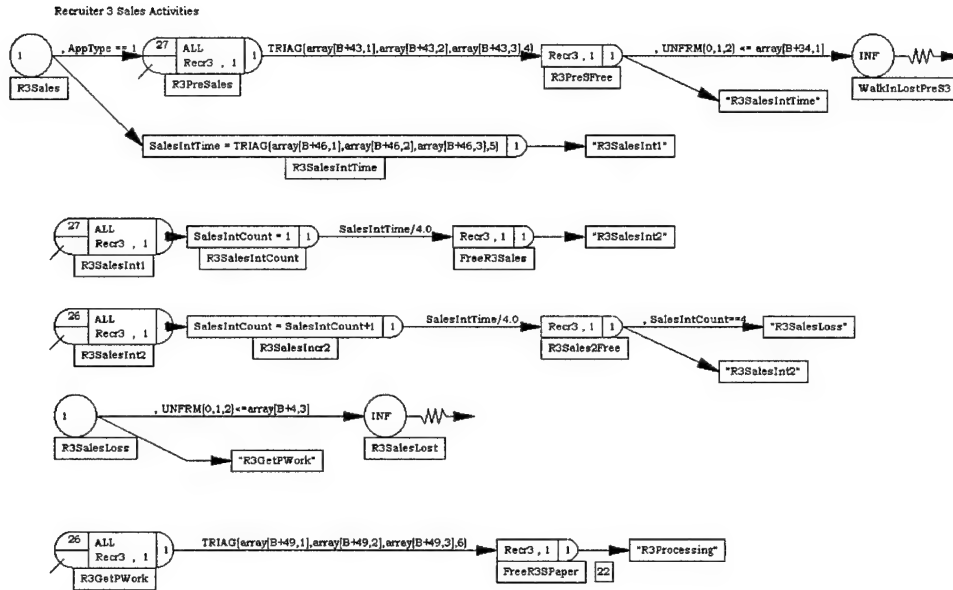 Recruiter 3 Sales Activities
1
R3Sales
, AppType == 1
27
ALL
Recr3 , 1
1
R3PreSales
TRIAG[array[B+43,1],array[B+43,2],array[B+43,3],4]
Recr3 , 1
1
R3PreSFree
, UNFRM[0,1,2] <= array[B+34,1]
INF
WalkInLostPreS3
"R3SalesIntTime"
SalesIntTime = TRIAG[array[B+46,1],array[B+46,2],array[B+46,3],5]
1
R3SalesIntTime
"R3SalesInt1"
27
ALL
Recr3 , 1
1
R3SalesInt1
SalesIntCount = 1
1
R3SalesIntCount
SalesIntTime/4.0
Recr3 , 1
1
FreeR3Sales
"R3SalesInt2"
26
ALL
Recr3 , 1
1
R3SalesInt2
SalesIntCount = SalesIntCount+1
1
R3SalesIncr2
SalesIntTime/4.0
Recr3 , 1
1
R3Sales2Free
, SalesIntCount==4
"R3SalesLoss"
"R3SalesInt2"
1
R3SalesLoss
, UNFRM[0,1,2]<=array[B+4,3]
INF
R3SalesLost
"R3GetPWork"
26
ALL
Recr3 , 1
1
R3GetPWork
TRIAG[array[B+49,1],array[B+49,2],array[B+49,3],6]
Recr3 , 1
1
FreeR3SPaper
22
"R3Processing"